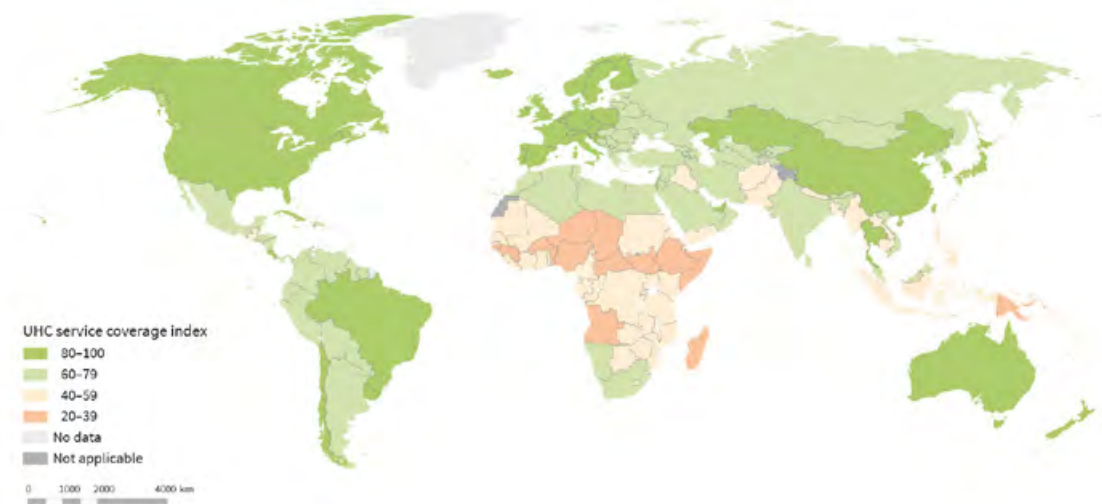 UHC service coverage index
80–100
60–79
40–59
20–39
No data
Not applicable
0 1000 2000 4000 km